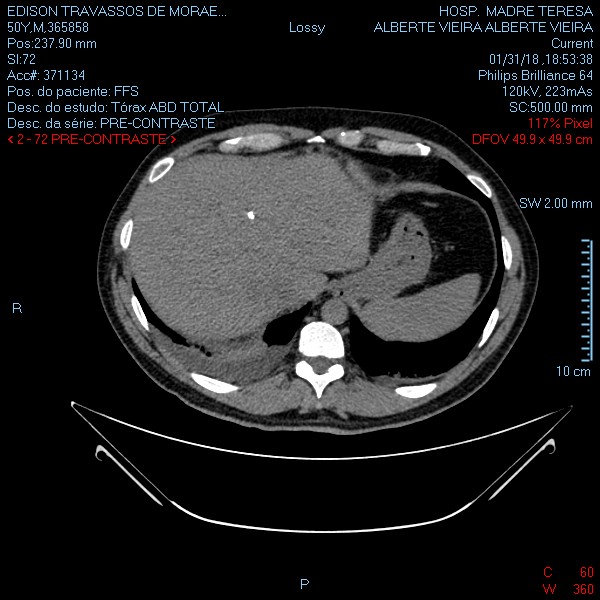 EDISON TRAVASSOS DE MORAE...
50Y,M,365858
Pos:237.90 mm
Sl:72
Acc#: 371134
Pos. do paciente: FFS
Desc. do estudo: Tórax ABD TOTAL
Desc. da série: PRE-CONTRASTE
< 2 - 72 PRE-CONTRASTE >
Lossy
HOSP. MADRE TERESA
ALBERTE VIEIRA ALBERTE VIEIRA
Current
01/31/18 ,18:53:38
Philips Brilliance 64
120kV, 223mAs
SC:500.00 mm
117% Pixel
DFOV 49.9 x 49.9 cm
SW 2.00 mm
R
10 cm
P
C 60
W 360